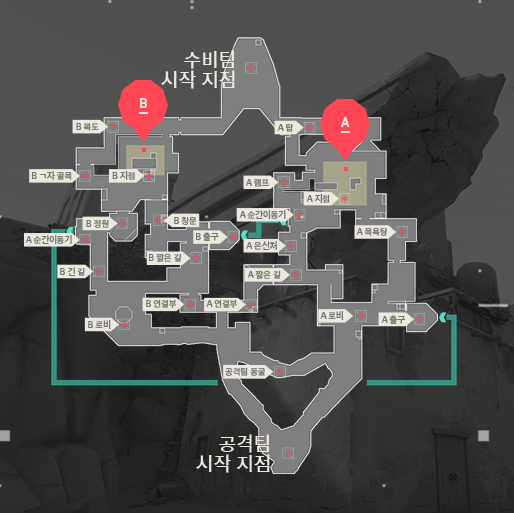 수비팀
시작 지점
B
A
B 복도
A 탑
B ㄱ자 골목
B 지점
A 램프
A 지점
B 정원
B 창문
A 순간이동기
A 순간이동기
B 출구
A 은신처
A 목욕탕
B 짧은 길
B 긴 길
A 짧은 길
B 연결부
A 연결부
B 로비
A 로비
A 출구
공격팀 동굴
공격팀
시작 지점